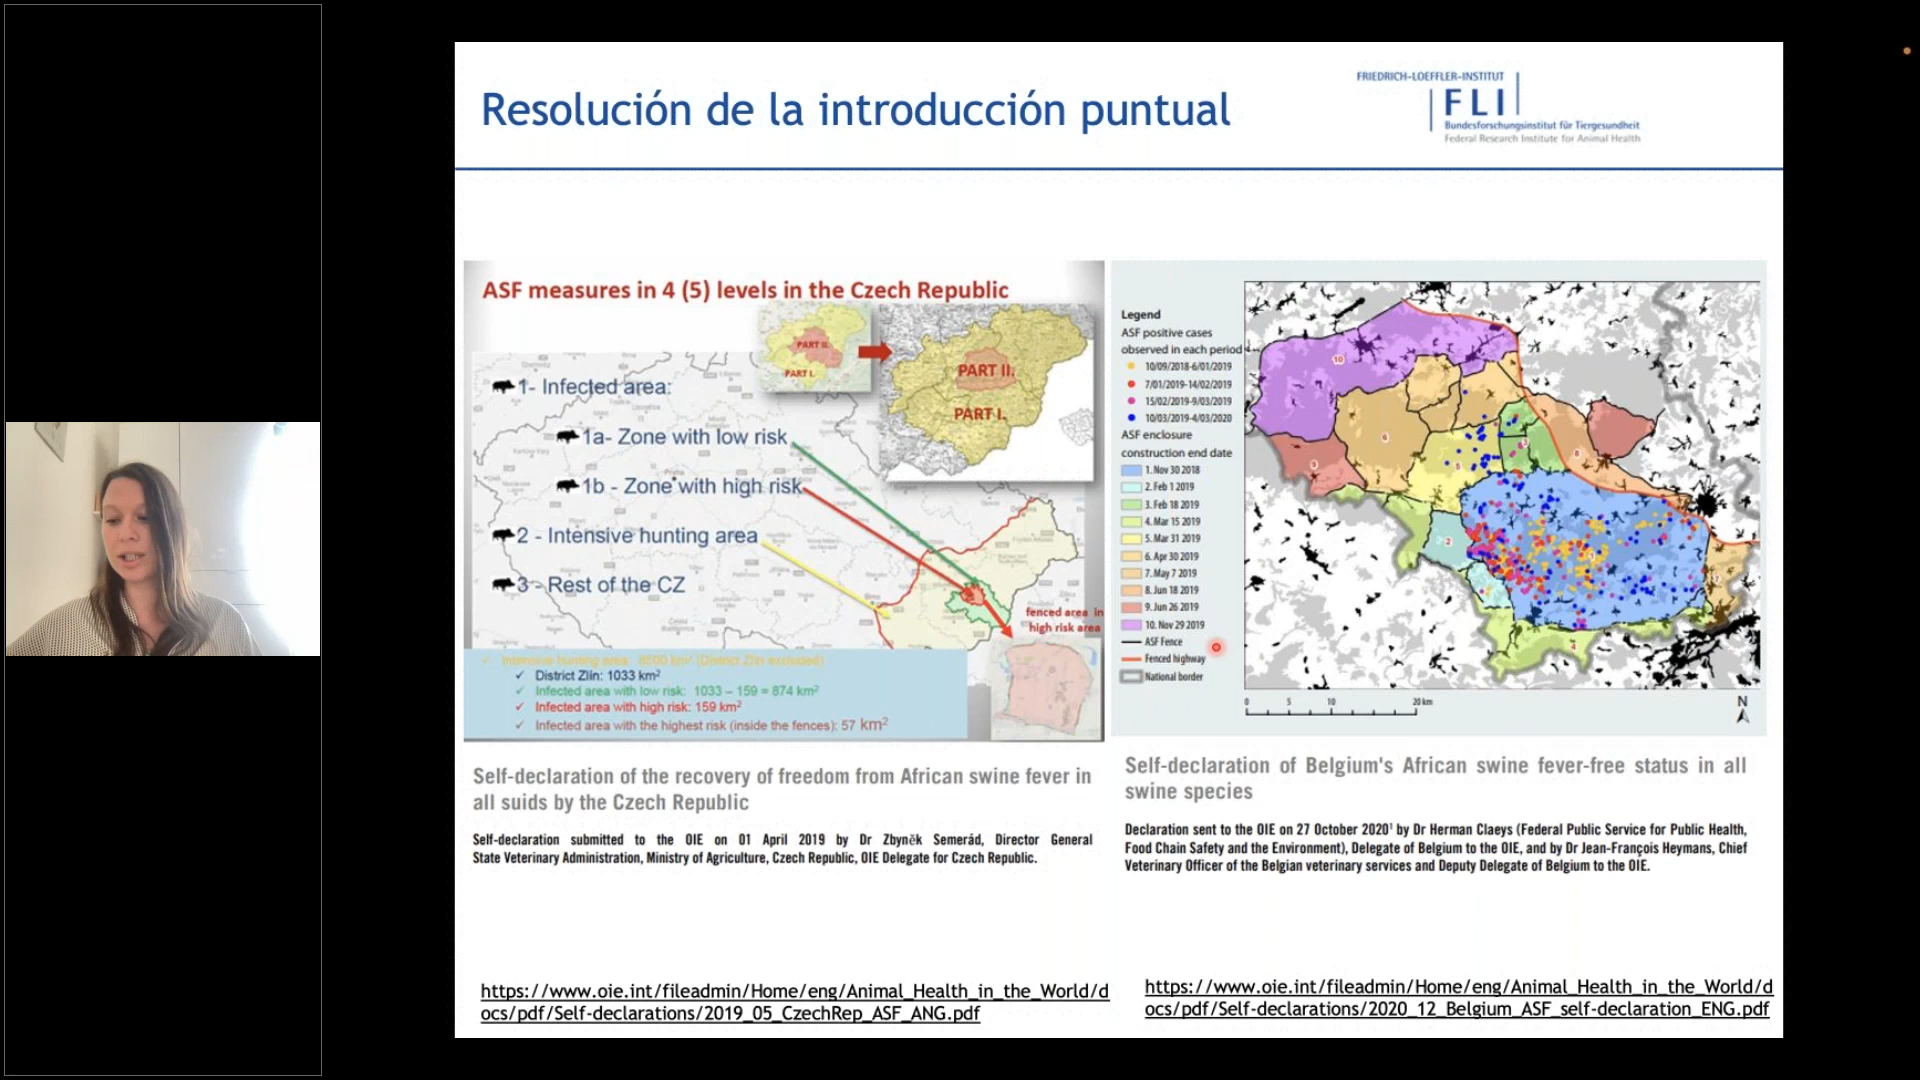 Resolución de la introducción puntual
FRIEDRICH-LOEFFLER-INSTITUT
FLI
Bundesforschungsinstitut für Tiergesundheit
Federal Research Institute for Animal Health
ASF measures in 4 (5) levels in the Czech Republic
PART II.
PART I.
PART II.
PART I.
1- Infected area:
1a- Zone with low risk
1b - Zone with high risk
2 - Intensive hunting area
3 - Rest of the CZ
fenced area in
high risk area
✓ Intensive hunting area: 8500 km² (District Zlín excluded)
✓ District Zlín: 1033 km²
✓ Infected area with low risk: 1033 – 159 = 874 km²
✓ Infected area with high risk: 159 km²
✓ Infected area with the highest risk (inside the fences): 57 km²
Self-declaration of the recovery of freedom from African swine fever in
all suids by the Czech Republic
Self-declaration submitted to the OIE on 01 April 2019 by Dr Zbyněk Semerád, Director General
State Veterinary Administration, Ministry of Agriculture, Czech Republic, OIE Delegate for Czech Republic.
https://www.oie.int/fileadmin/Home/eng/Animal_Health_in_the_World/d
ocs/pdf/Self-declarations/2019_05_CzechRep_ASF_ANG.pdf
Legend
ASF positive cases
observed in each period
10/09/2018-6/01/2019
7/01/2019-14/02/2019
15/02/2019-9/03/2019
10/03/2019-4/03/2020
ASF enclosure
construction end date
1. Nov 30 2018
2. Feb 1 2019
3. Feb 18 2019
4. Mar 15 2019
5. Mar 31 2019
6. Apr 30 2019
7. May 7 2019
8. Jun 18 2019
9. Jun 26 2019
10. Nov 29 2019
ASF Fence
Fenced highway
National border
10
6
9
5
8
2
1
4
0 5 10 20 km
N
Self-declaration of Belgium's African swine fever-free status in all
swine species
Declaration sent to the OIE on 27 October 2020¹ by Dr Herman Claeys (Federal Public Service for Public Health,
Food Chain Safety and the Environment), Delegate of Belgium to the OIE, and by Dr Jean-François Heymans, Chief
Veterinary Officer of the Belgian veterinary services and Deputy Delegate of Belgium to the OIE.
https://www.oie.int/fileadmin/Home/eng/Animal_Health_in_the_World/d
ocs/pdf/Self-declarations/2020_12_Belgium_ASF_self-declaration_ENG.pdf